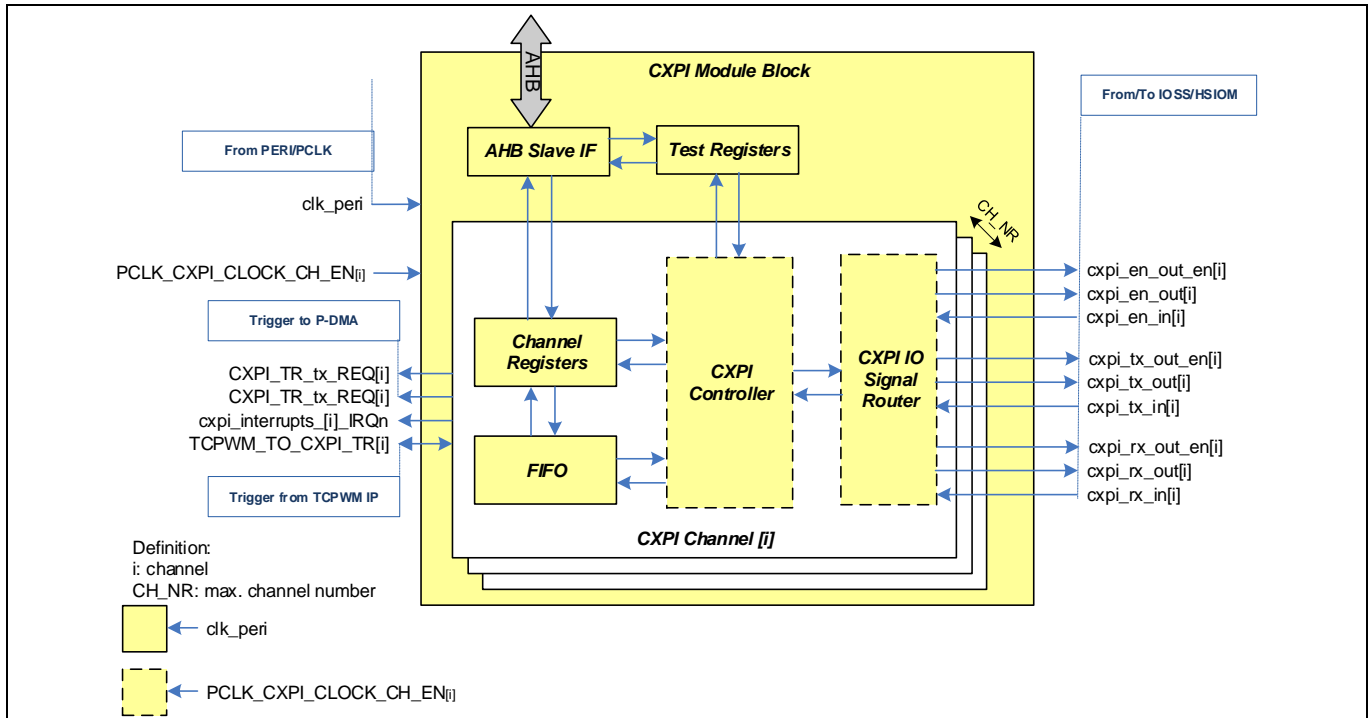 AHB
CXPI Module Block
From/To IOSS/HSIOM
From PERI/PCLK
AHB Slave IF
Test Registers
clk_peri
CH_NR
PCLK_CXPI_CLOCK_CH_EN[i]
cxpi_en_out_en[i]
cxpi_en_out[i]
cxpi_en_in[i]
Trigger to P-DMA
Channel
Registers
CXPI
Controller
CXPI IO
Signal
Router
cxpi_tx_out_en[i]
cxpi_tx_out[i]
cxpi_tx_in[i]
CXPI_TR_tx_REQ[i]
CXPI_TR_tx_REQ[i]
cxpi_interrupts_[i]_IRQn
TCPWM_TO_CXPI_TR[i]
FIFO
cxpi_rx_out_en[i]
cxpi_rx_out[i]
cxpi_rx_in[i]
Trigger from TCPWM IP
CXPI Channel [i]
Definition:
i: channel
CH_NR: max. channel number
clk_peri
PCLK_CXPI_CLOCK_CH_EN[i]